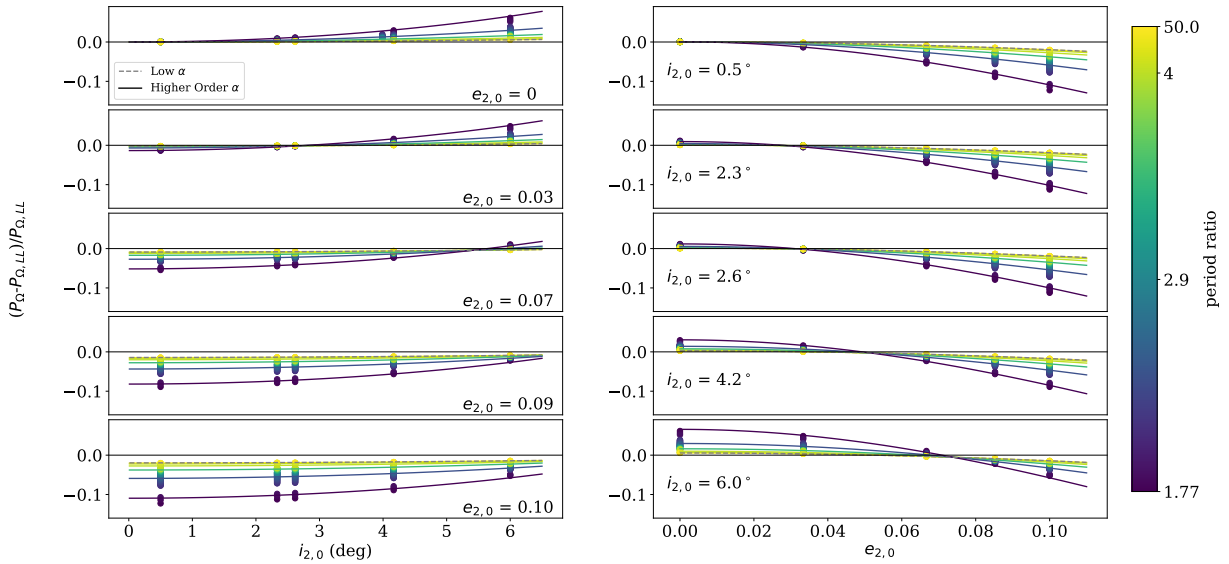 0.0
−0.1
Low α
Higher Order α
e2,0 = 0
0.0
−0.1
e2,0 = 0.03
0.0
−0.1
e2,0 = 0.07
0.0
−0.1
e2,0 = 0.09
0.0
−0.1
e2,0 = 0.10
0 1 2 3 4 5 6
i2,0 (deg)
(PΩ-PΩ,LL)/PΩ,LL
0.0
−0.1
i2,0 = 0.5°
0.0
−0.1
i2,0 = 2.3°
0.0
−0.1
i2,0 = 2.6°
0.0
−0.1
i2,0 = 4.2°
0.0
−0.1
i2,0 = 6.0°
0.00 0.02 0.04 0.06 0.08 0.10
e2,0
50.0
4
2.9
1.77
period ratio